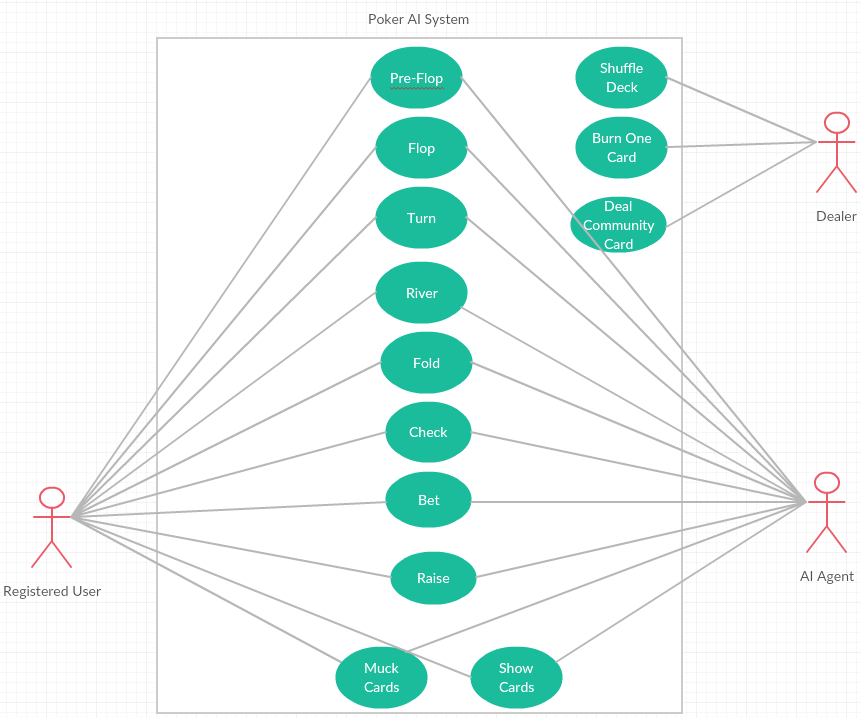 Poker AI System
Pre-Flop
Shuffle
Deck
Flop
Burn One
Card
Turn
Deal
Community
Card
Dealer
River
Fold
Check
Bet
Raise
Registered User
AI Agent
Muck
Cards
Show
Cards